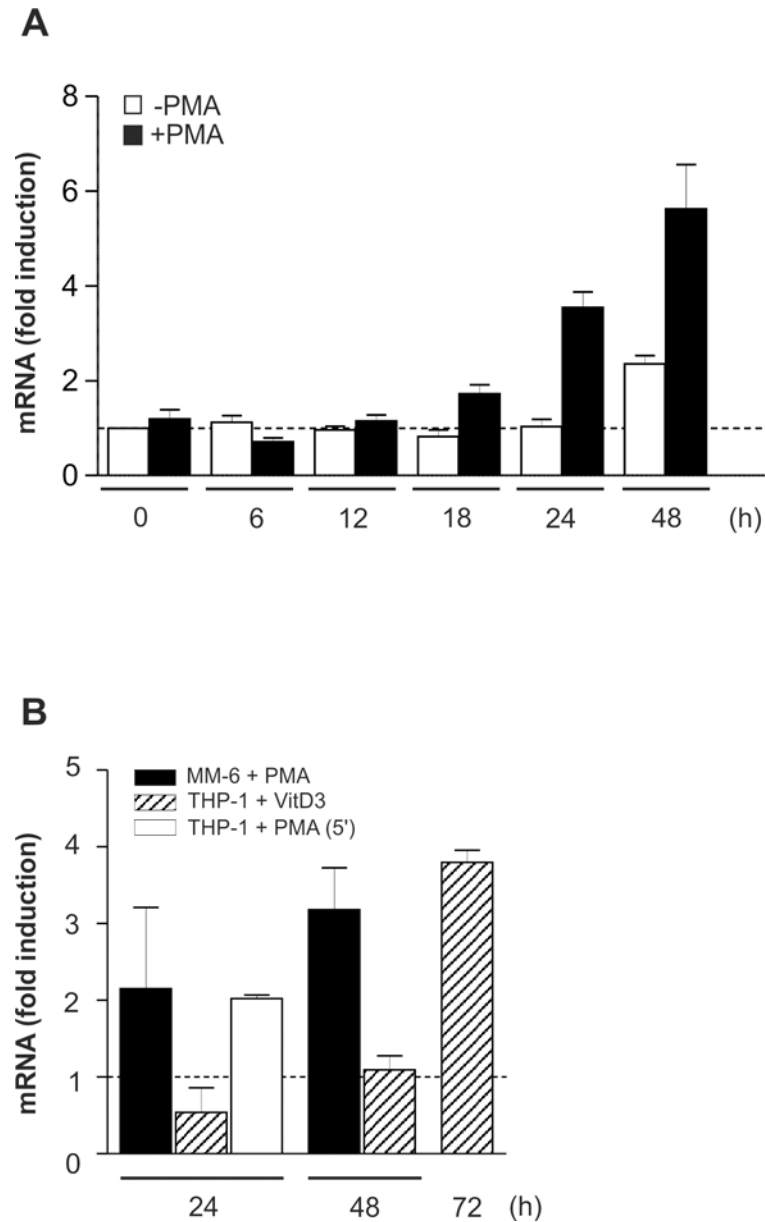 A
mRNA (fold induction)
8
6
4
2
0
-PMA
+PMA
0 6 12 18 24 48 (h)
B
mRNA (fold induction)
5
4
3
2
1
0
MM-6 + PMA
THP-1 + VitD3
THP-1 + PMA (5')
24 48 72 (h)